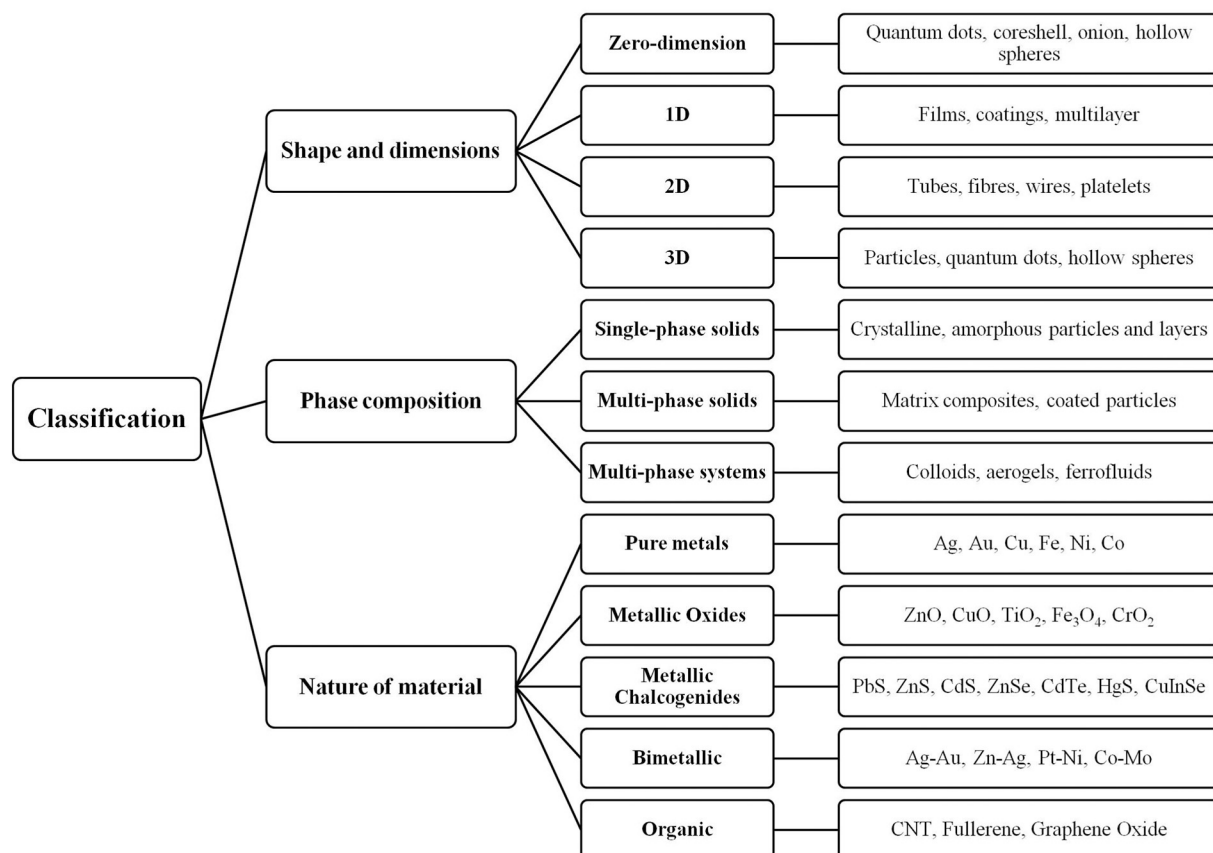 Classification
Shape and dimensions
Zero-dimension
Quantum dots, coreshell, onion, hollow
spheres
1D
Films, coatings, multilayer
2D
Tubes, fibres, wires, platelets
3D
Particles, quantum dots, hollow spheres
Phase composition
Single-phase solids
Crystalline, amorphous particles and layers
Multi-phase solids
Matrix composites, coated particles
Multi-phase systems
Colloids, aerogels, ferrofluids
Nature of material
Pure metals
Ag, Au, Cu, Fe, Ni, Co
Metallic Oxides
ZnO, CuO, TiO₂, Fe₃O₄, CrO₂
Metallic
Chalcogenides
PbS, ZnS, CdS, ZnSe, CdTe, HgS, CuInSe
Bimetallic
Ag-Au, Zn-Ag, Pt-Ni, Co-Mo
Organic
CNT, Fullerene, Graphene Oxide